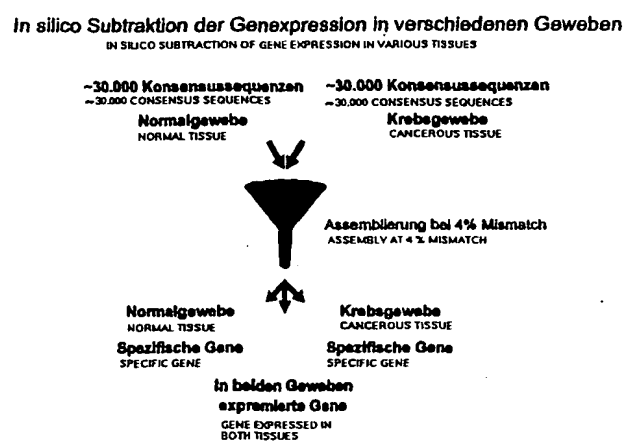 In silico Subtraktion der Genexpression in verschiedenen Geweben
IN SILICO SUBTRACTION OF GENE EXPRESSION IN VARIOUS TISSUES
~30.000 Konsensussequenzen
~30.000 CONSENSUS SEQUENCES
Normalgewebe
NORMAL TISSUE
~30.000 Konsensussequenzen
~30,000 CONSENSUS SEQUENCES
Krebsgewebe
CANCEROUS TISSUE
Assemblierung bei 4% Mismatch
ASSEMBLY AT 4 % MISMATCH
Normalgewebe
NORMAL TISSUE
Spezifische Gene
SPECIFIC GENE
Krebsgewebe
CANCEROUS TISSUE
Spezifische Gene
SPECIFIC GENE
In beiden Geweben
expremierte Gene
GENE EXPRESSED IN
BOTH TISSUES